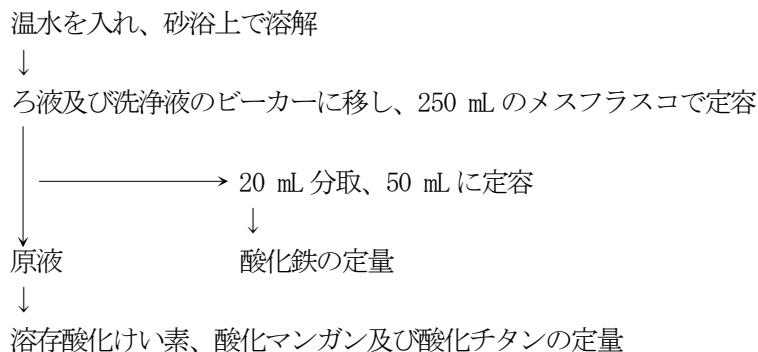 温水を入れ、砂浴上で溶解
↓
ろ液及び洗浄液のビーカーに移し、250 mL のメスフラスコで定容
20 mL 分取、50 mL に定容
↓
原液 酸化鉄の定量
↓
溶存酸化けい素、酸化マンガン及び酸化チタンの定量